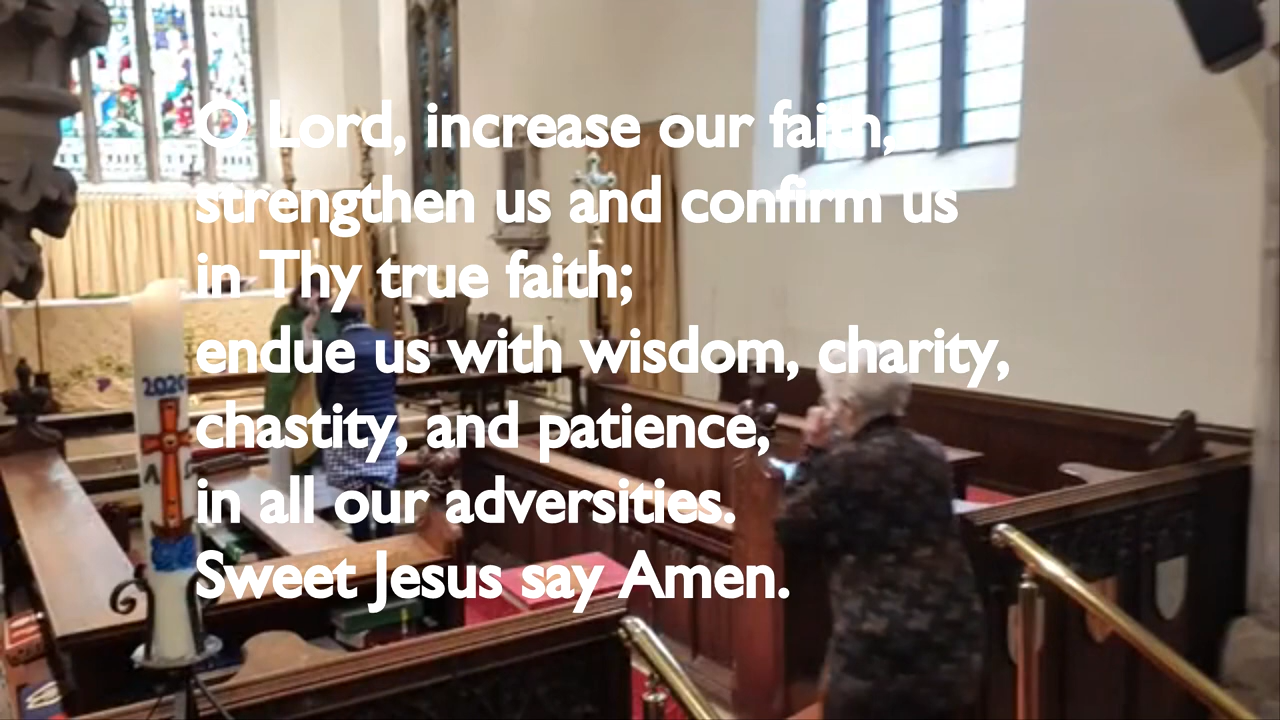 O Lord, increase our faith,
strengthen us and confirm us
in Thy true faith;
endue us with wisdom, charity,
chastity, and patience,
in all our adversities.
Sweet Jesus say Amen.
2020
Α